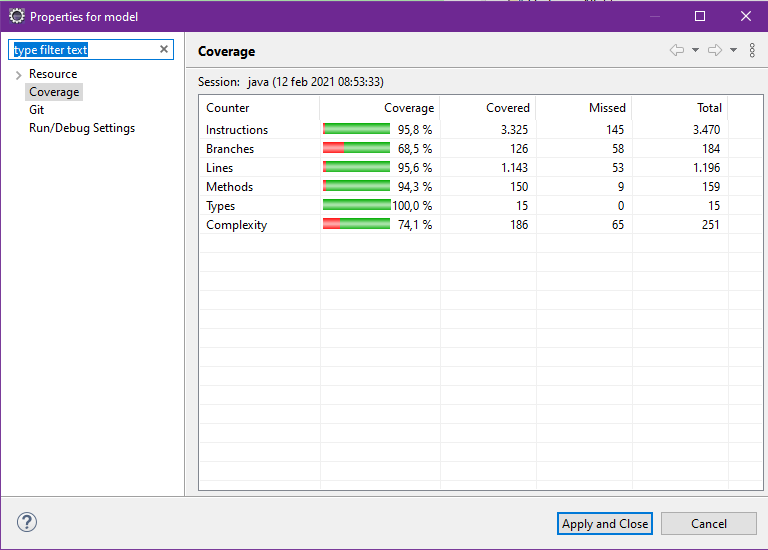 Properties for model
type filter text
Coverage
Resource
Coverage
Git
Run/Debug Settings
Session: java (12 feb 2021 08:53:33)
Counter Coverage Covered Missed Total
Instructions 95,8 % 3.325 145 3.470
Branches 68,5 % 126 58 184
Lines 95,6 % 1.143 53 1.196
Methods 94,3 % 150 9 159
Types 100,0 % 15 0 15
Complexity 74,1 % 186 65 251
Apply and Close Cancel